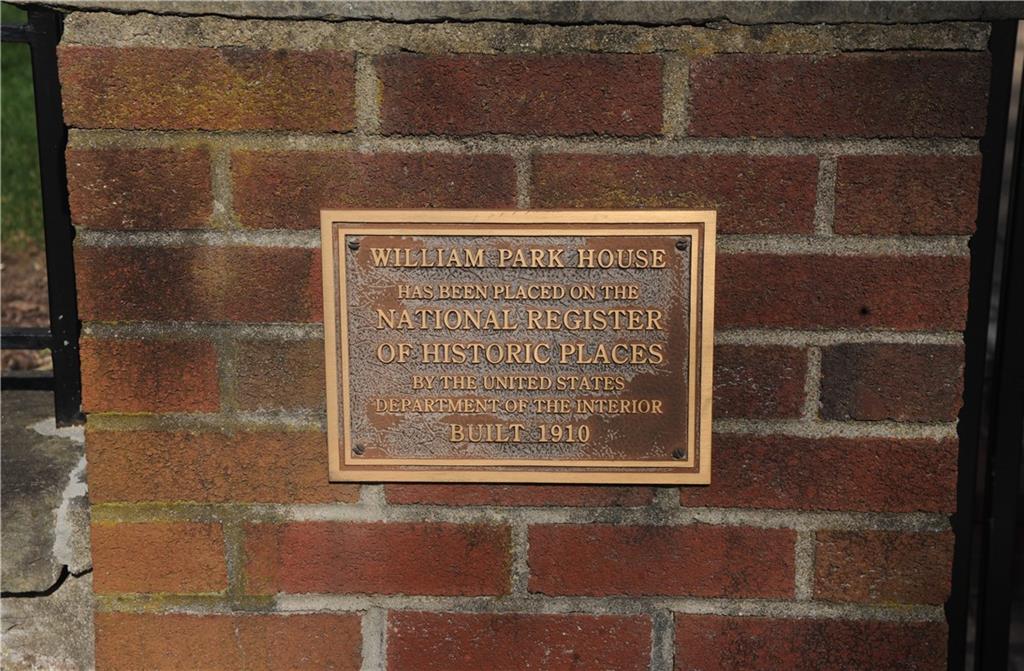 WILLIAM PARK HOUSE
HAS BEEN PLACED ON THE
NATIONAL REGISTER
OF HISTORIC PLACES
BY THE UNITED STATES
DEPARTMENT OF THE INTERIOR
BUILT 1910